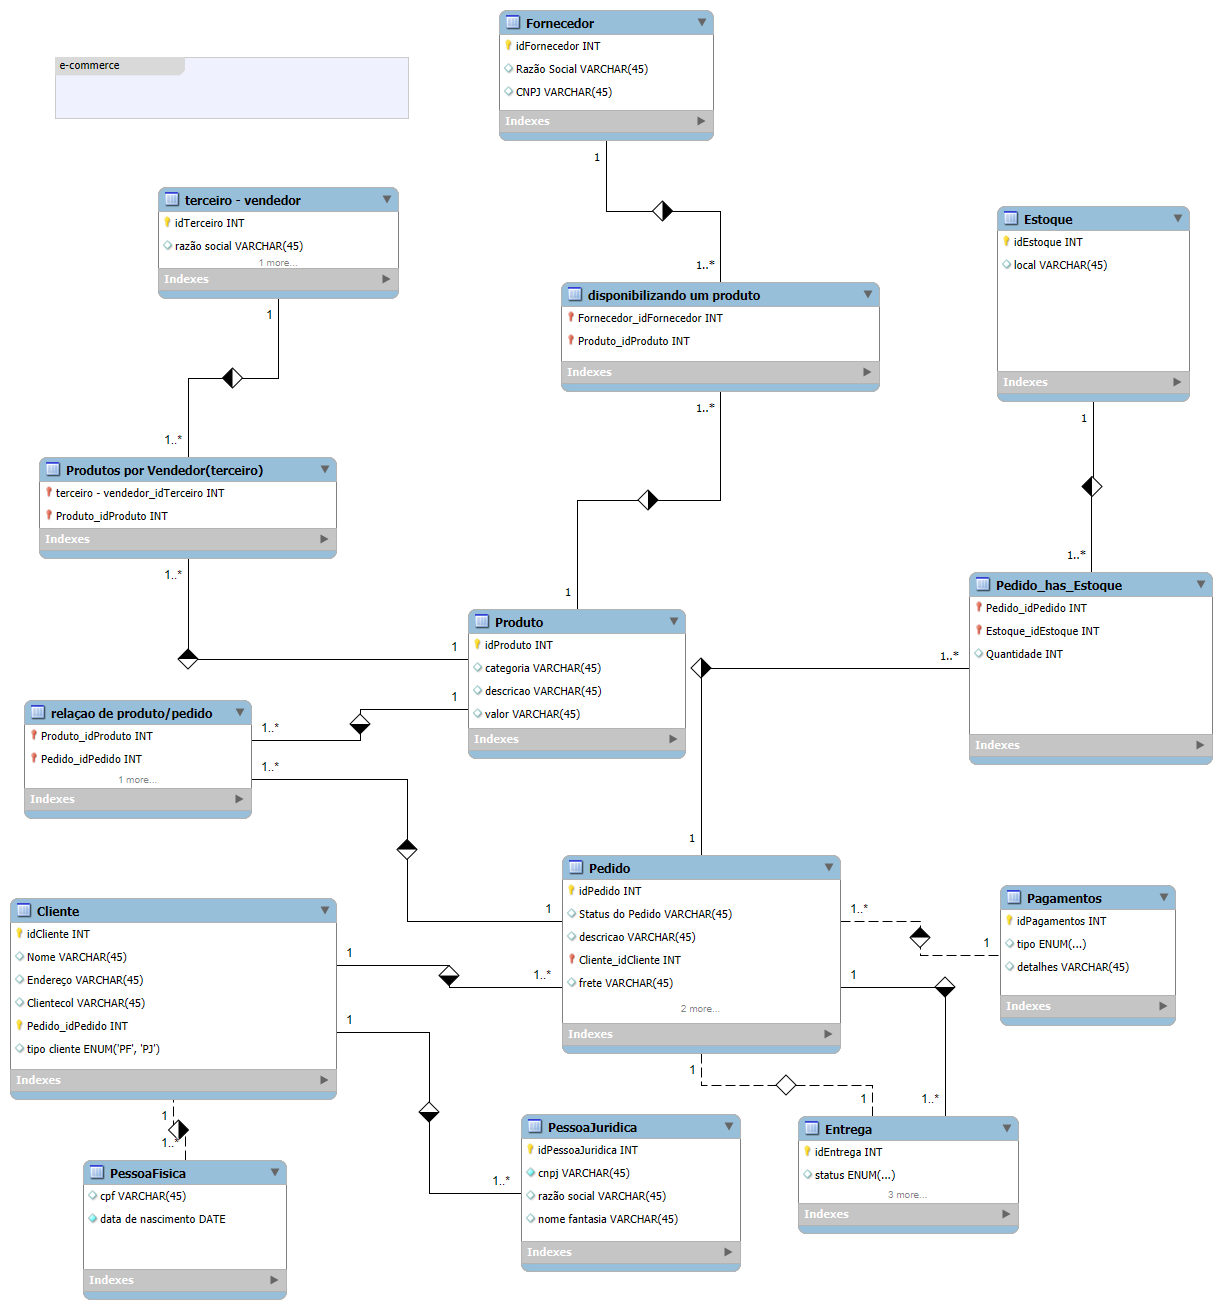 e-commerce
Fornecedor
idFornecedor INT
Razão Social VARCHAR(45)
CNPJ VARCHAR(45)
Indexes
1
1..*
terceiro - vendedor
idTerceiro INT
razão social VARCHAR(45)
1 more...
Indexes
1
1..*
Estoque
idEstoque INT
local VARCHAR(45)
Indexes
1
1..*
disponibilizando um produto
Fornecedor_idFornecedor INT
Produto_idProduto INT
Indexes
1..*
1
Produtos por Vendedor(terceiro)
terceiro - vendedor_idTerceiro INT
Produto_idProduto INT
Indexes
1..*
1
Pedido_has_Estoque
Pedido_idPedido INT
Estoque_idEstoque INT
Quantidade INT
Indexes
1..*
1
Produto
idProduto INT
categoria VARCHAR(45)
descricao VARCHAR(45)
valor VARCHAR(45)
Indexes
1
1..*
relaçao de produto/pedido
Produto_idProduto INT
Pedido_idPedido INT
1 more...
Indexes
1..*
1
Pedido
idPedido INT
Status do Pedido VARCHAR(45)
descricao VARCHAR(45)
Cliente_idCliente INT
frete VARCHAR(45)
2 more...
Indexes
1..*
1
Pagamentos
idPagamentos INT
tipo ENUM(...)
detalhes VARCHAR(45)
Indexes
Cliente
idCliente INT
Nome VARCHAR(45)
Endereço VARCHAR(45)
Clientecol VARCHAR(45)
Pedido_idPedido INT
tipo cliente ENUM('PF', 'PJ')
Indexes
1
1..*
1
1..*
1
1..*
1
1..*
1
1
PessoaFisica
cpf VARCHAR(45)
data de nascimento DATE
Indexes
PessoaJuridica
idPessoaJuridica INT
cnpj VARCHAR(45)
razão social VARCHAR(45)
nome fantasia VARCHAR(45)
Indexes
Entrega
idEntrega INT
status ENUM(...)
3 more...
Indexes